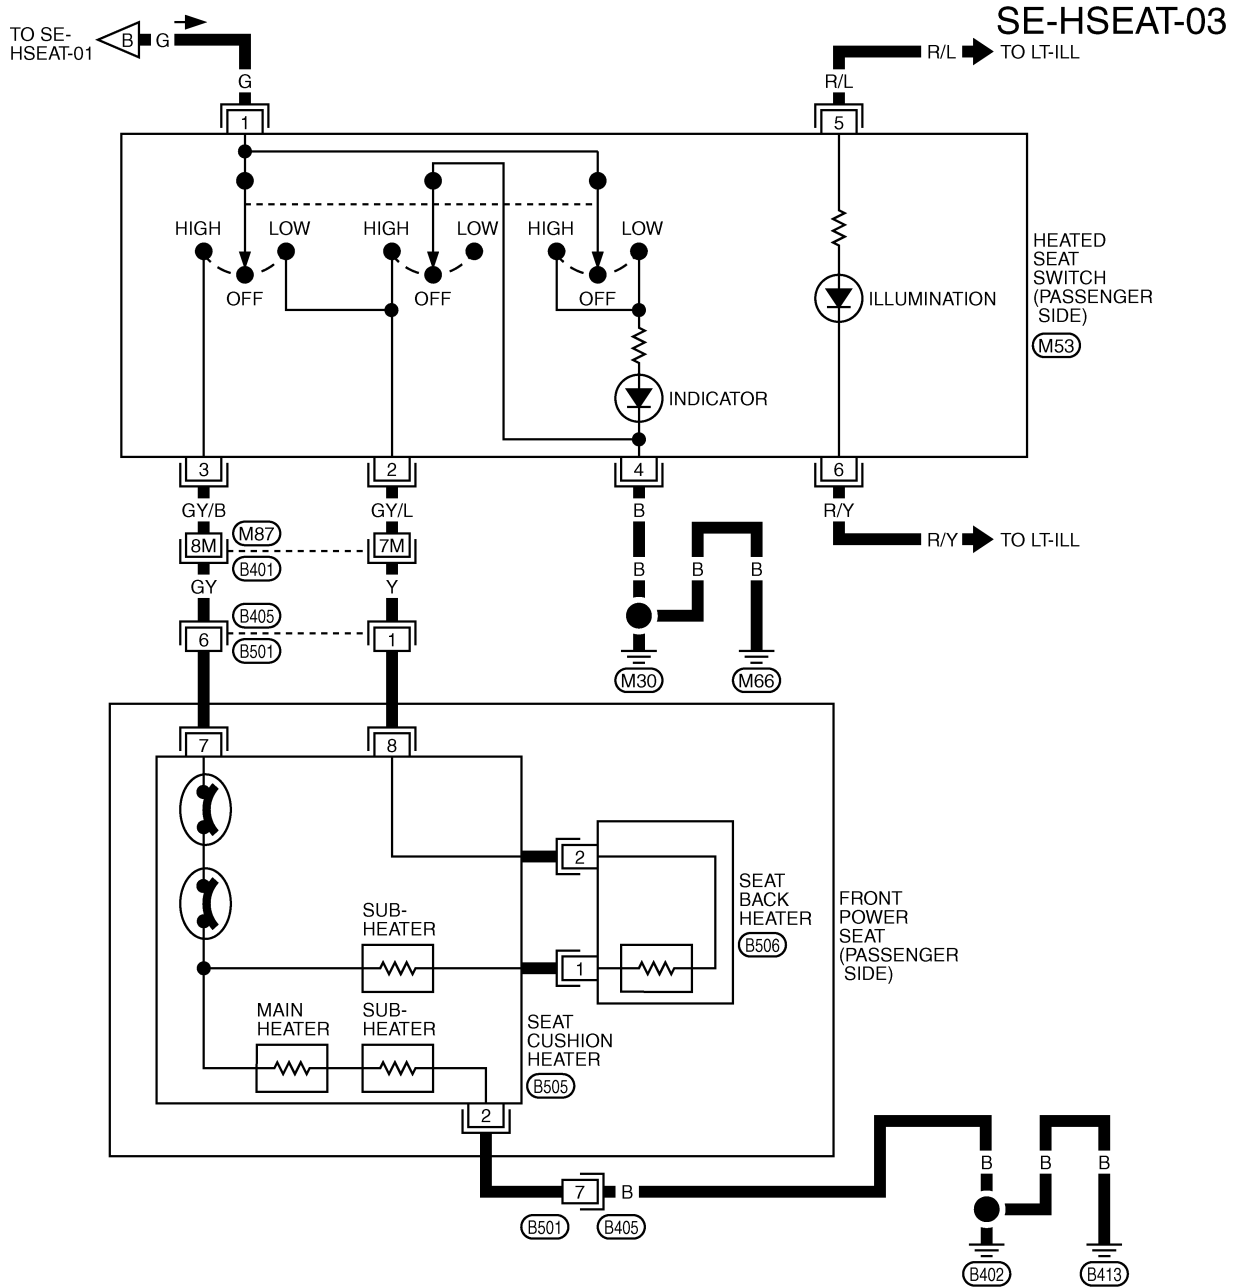 SE-HSEAT-03
TO SE-
HSEAT-01
B
G
G
R/L
TO LT-ILL
R/L
1
5
HIGH
LOW
HIGH
LOW
HIGH
LOW
OFF
OFF
OFF
ILLUMINATION
INDICATOR
HEATED
SEAT
SWITCH
(PASSENGER
SIDE)
M53
3
2
4
6
GY/B
GY/L
B
R/Y
R/Y
TO LT-ILL
8M
M87
7M
B401
GY
Y
B
B
B
6
B405
B501
1
M30
M66
7
8
2
SEAT
BACK
HEATER
B506
1
SUB-
HEATER
MAIN
HEATER
SUB-
HEATER
SEAT
CUSHION
HEATER
B505
FRONT
POWER
SEAT
(PASSENGER
SIDE)
2
7
B
B501
B405
B
B
B
B402
B413